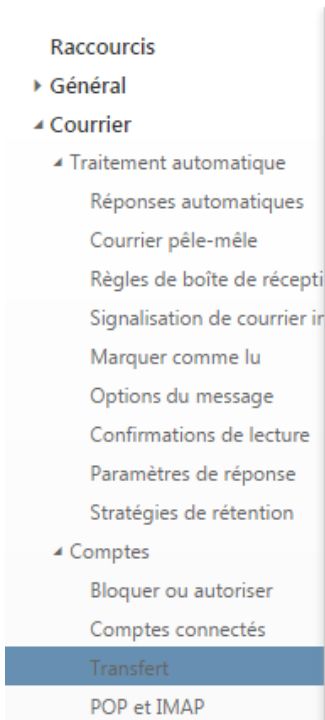 Raccourcis
Général
Courrier
Traitement automatique
Réponses automatiques
Courrier pêle-mêle
Règles de boîte de récepti
Signalisation de courrier ir
Marquer comme lu
Options du message
Confirmations de lecture
Paramètres de réponse
Stratégies de rétention
Comptes
Bloquer ou autoriser
Comptes connectés
Transfert
POP et IMAP